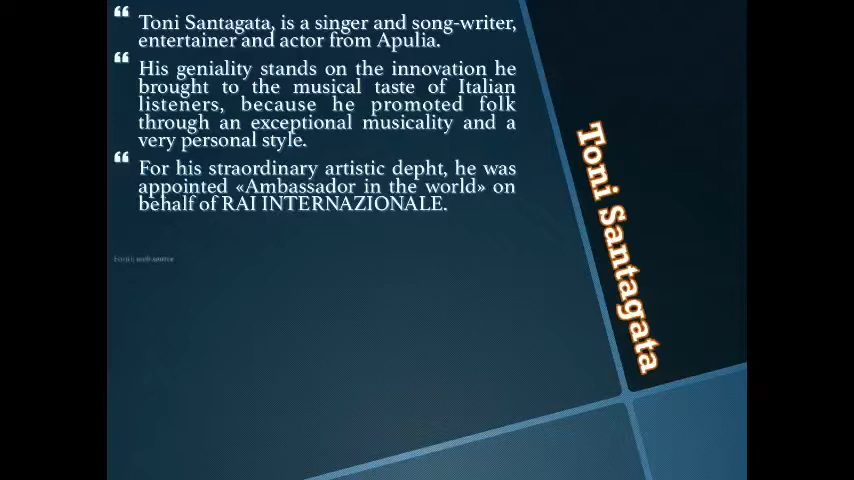 “ Toni Santagata, is a singer and song-writer,
entertainer and actor from Apulia.
“ His geniality stands on the innovation he
brought to the musical taste of Italian
listeners, because he promoted folk
through an exceptional musicality and a
very personal style.
“ For his straordinary artistic depht, he was
appointed «Ambassador in the world» on
behalf of RAI INTERNAZIONALE.
Toni Santagata